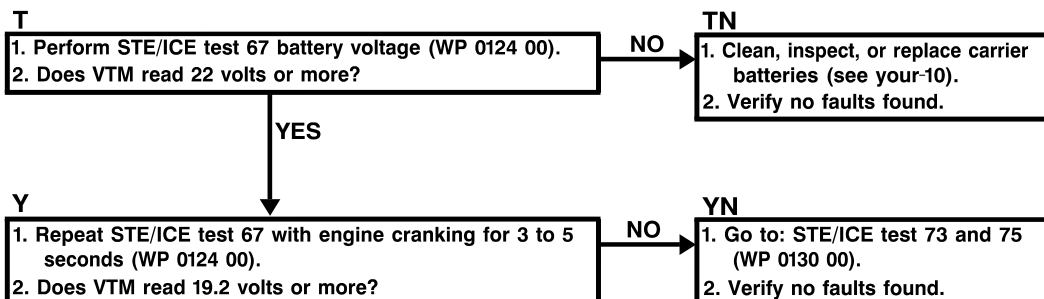 T
1. Perform STE/ICE test 67 battery voltage (WP 0124 00).
2. Does VTM read 22 volts or more?
NO
TN
1. Clean, inspect, or replace carrier
batteries (see your-10).
2. Verify no faults found.
YES
Y
1. Repeat STE/ICE test 67 with engine cranking for 3 to 5
seconds (WP 0124 00).
2. Does VTM read 19.2 volts or more?
NO
YN
1. Go to: STE/ICE test 73 and 75
(WP 0130 00).
2. Verify no faults found.